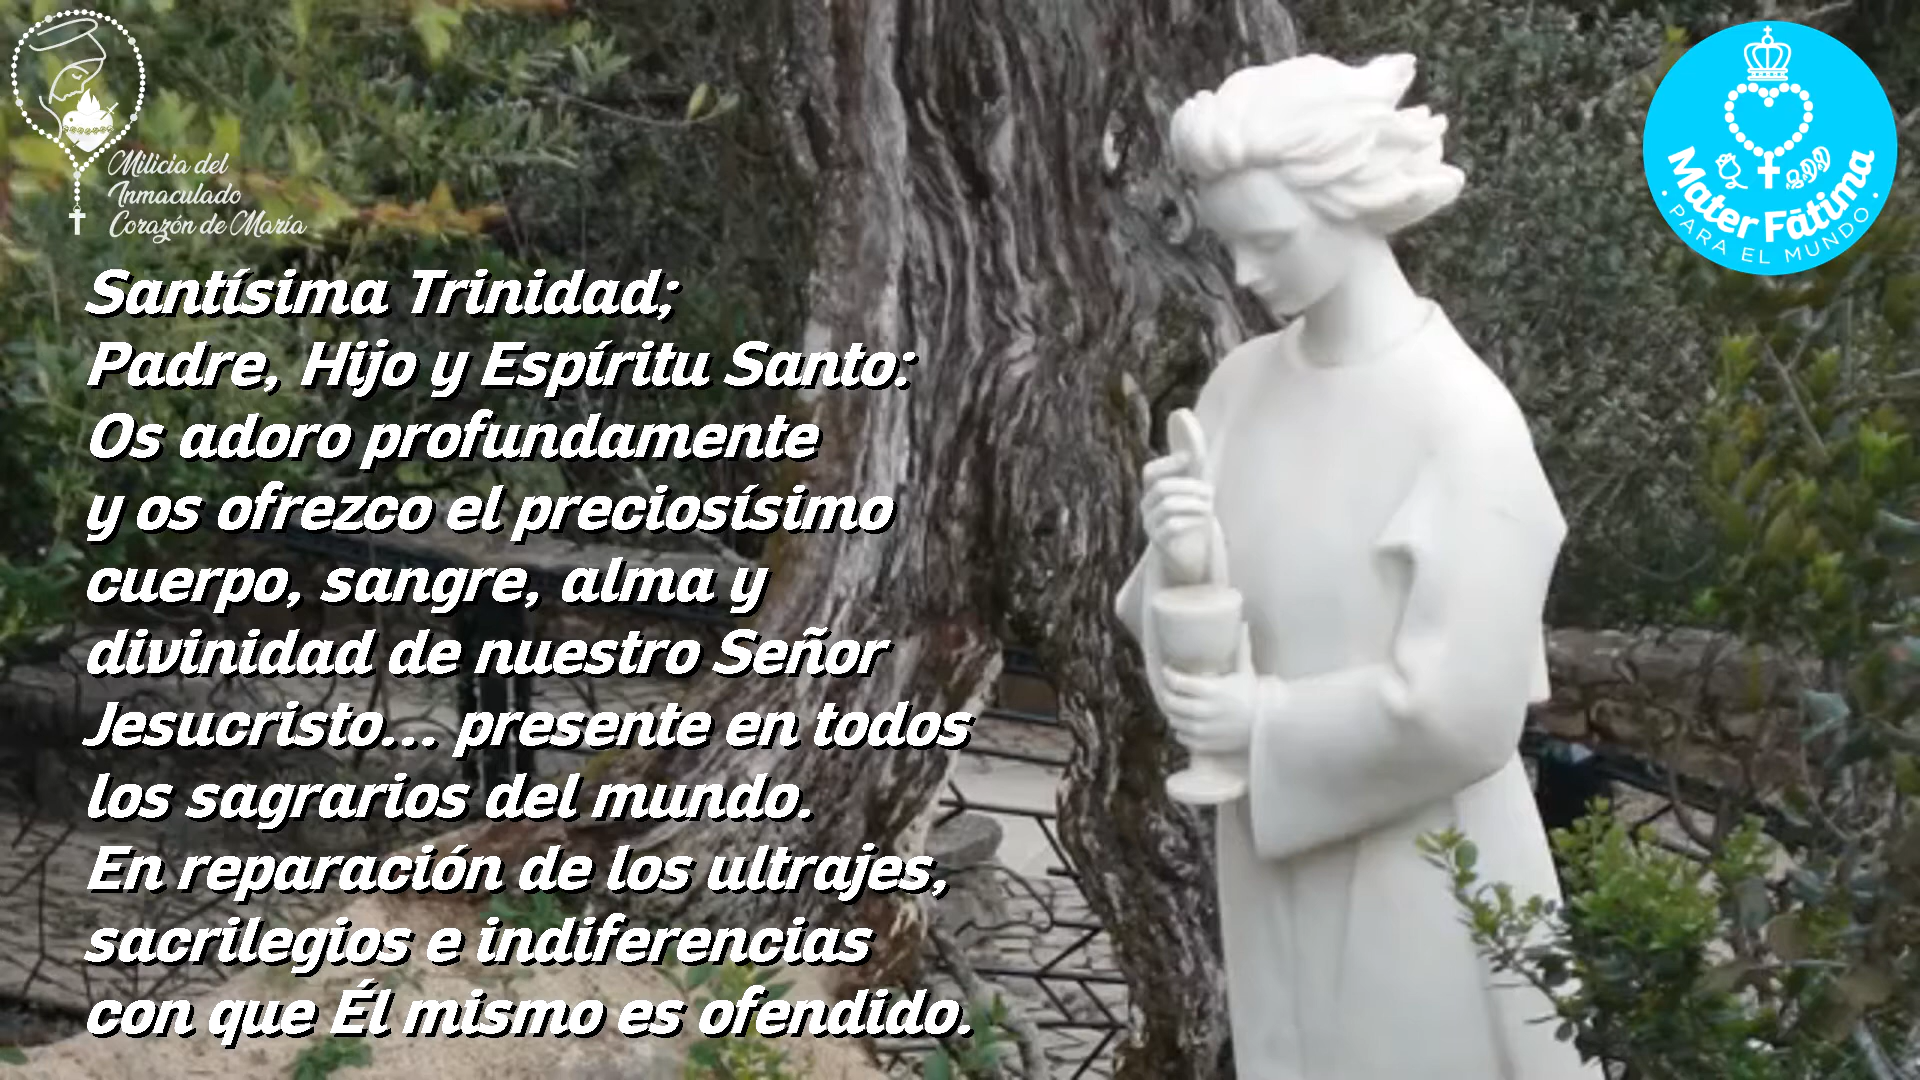 Milicia del
Inmaculado
Corazón de María
Mater Fātima
· PARA EL MUNDO ·
Santísima Trinidad;
Padre, Hijo y Espíritu Santo:
Os adoro profundamente
y os ofrezco el preciosísimo
cuerpo, sangre, alma y
divinidad de nuestro Señor
Jesucristo... presente en todos
los sagrarios del mundo.
En reparación de los ultrajes,
sacrilegios e indiferencias
con que Él mismo es ofendido.